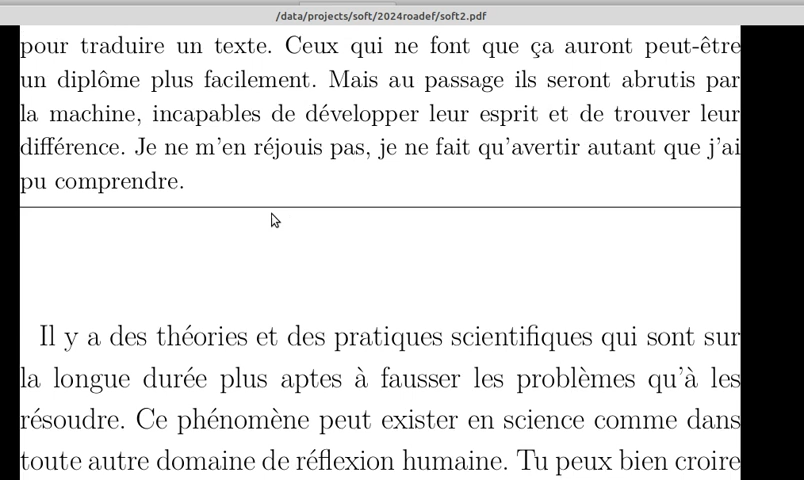 /data/projects/soft/2024roadef/soft2.pdf
pour traduire un texte. Ceux qui ne font que ça auront peut-être
un diplôme plus facilement. Mais au passage ils seront abrutis par
la machine, incapables de développer leur esprit et de trouver leur
différence. Je ne m'en réjouis pas, je ne fait qu'avertir autant que j'ai
pu comprendre.
Il y a des théories et des pratiques scientifiques qui sont sur
la longue durée plus aptes à fausser les problèmes qu'à les
résoudre. Ce phénomène peut exister en science comme dans
toute autre domaine de réflexion humaine. Tu peux bien croire